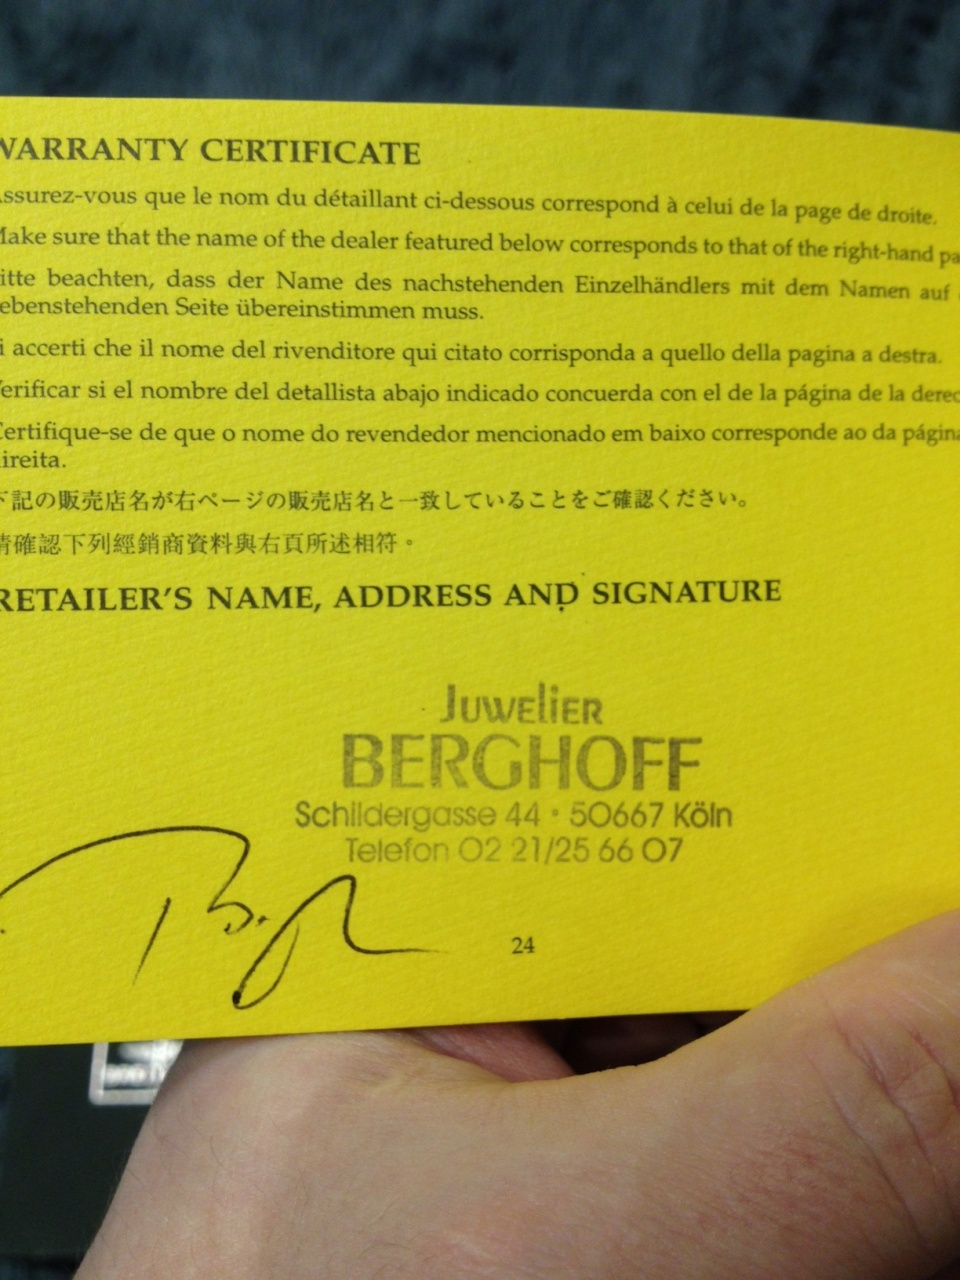 WARRANTY CERTIFICATE
Assurez-vous que le nom du détaillant ci-dessous correspond à celui de la page de droite.
Make sure that the name of the dealer featured below corresponds to that of the right-hand pa
itte beachten, dass der Name des nachstehenden Einzelhändlers mit dem Namen auf
ebenstehenden Seite übereinstimmen muss.
i accerti che il nome del rivenditore qui citato corrisponda a quello della pagina a destra.
Verificar si el nombre del detallista abajo indicado concuerda con el de la página de la derec
Certifique-se de que o nome do revendedor mencionado em baixo corresponde ao da página
ireita.
下記の販売店名が右ページの販売店名と一致していることをご確認ください。
請確認下列經銷商資料與右頁所述相符。
RETAILER'S NAME, ADDRESS AND SIGNATURE
Juwelier
BERGHOFF
Schildergasse 44 • 50667 Köln
Telefon 02 21/25 66 07
24